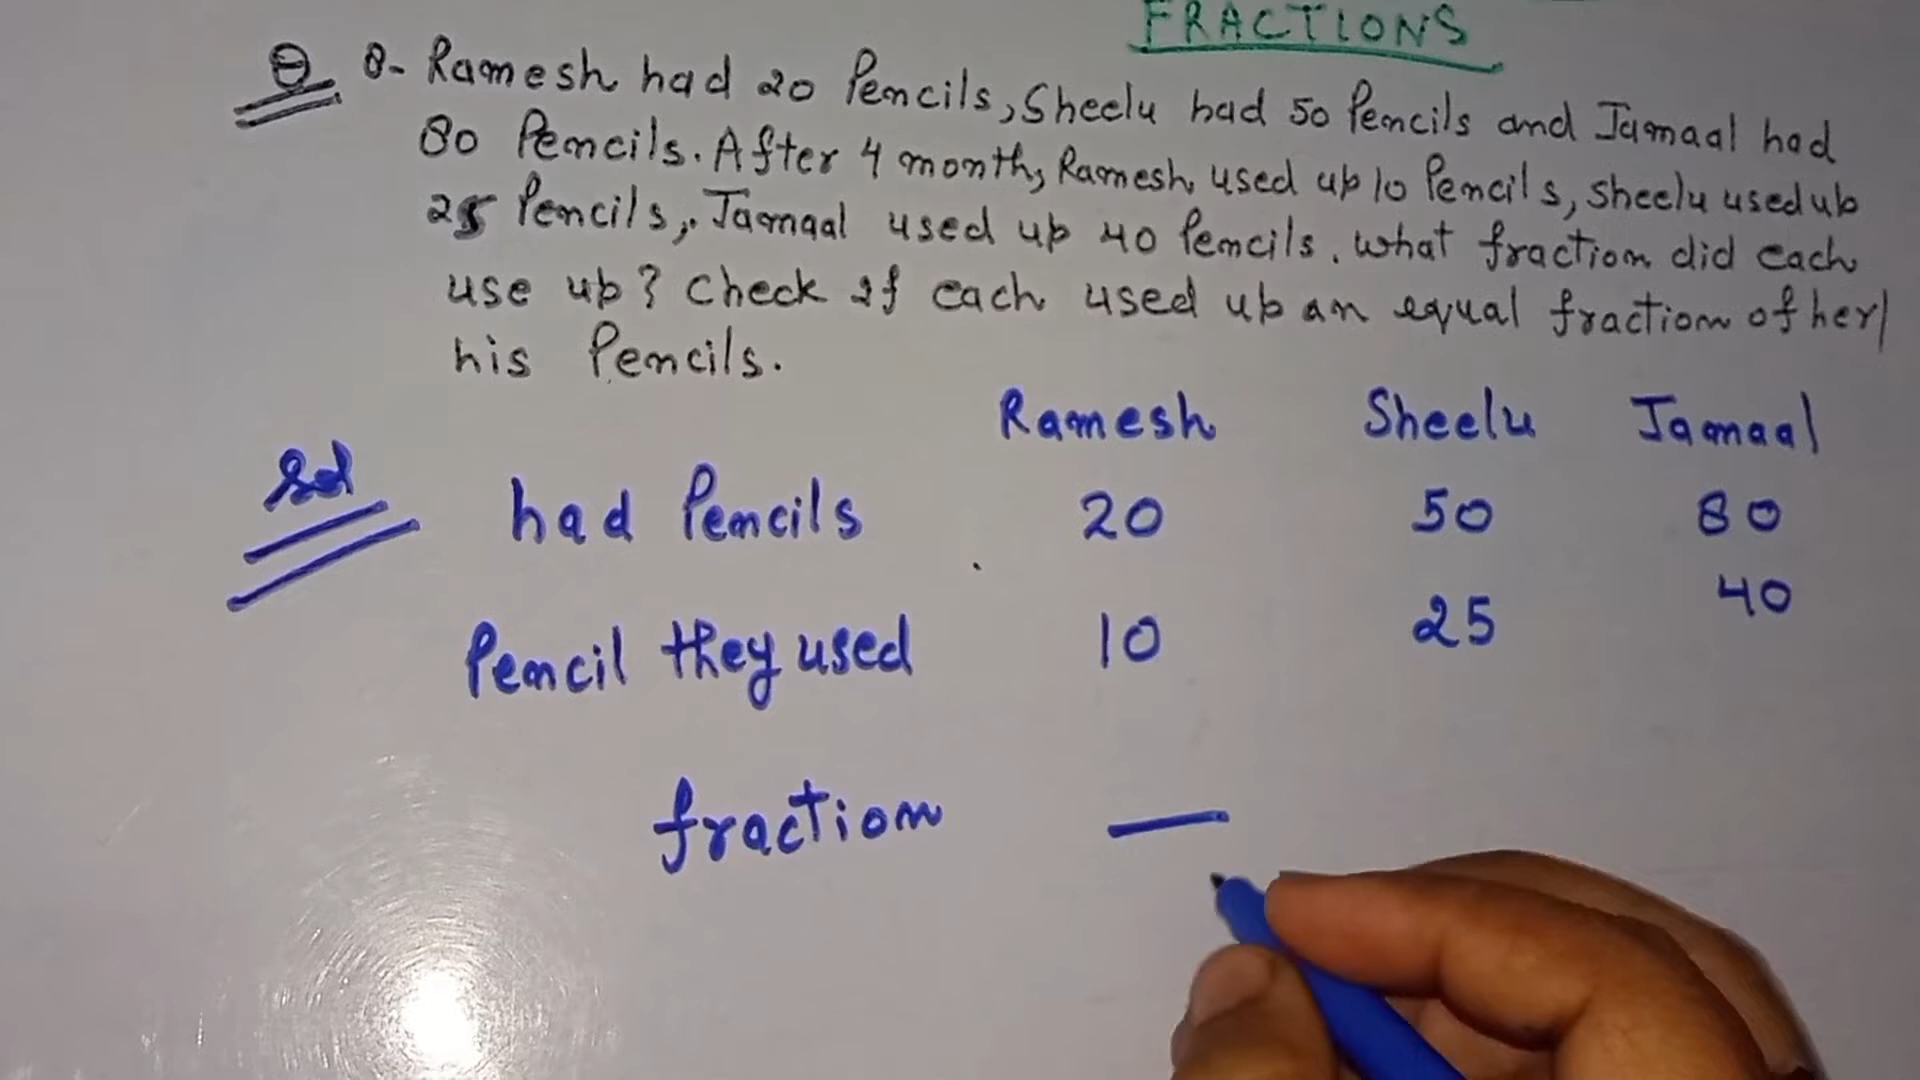 FRACTIONS
Q 8- Ramesh had 20 Pencils, Sheelu had 50 Pencils and Jamaal had
80 Pencils. After 4 month, Ramesh used up 10 Pencils, Sheelu used up
25 Pencils, Jamaal used up 40 Pencils. What fraction did each
use up? Check If each used up an equal fraction of her/
his Pencils.
Ramesh Sheelu Jamaal
Sol had Pencils 20 50 80
Pencil they used 10 25 40
fraction